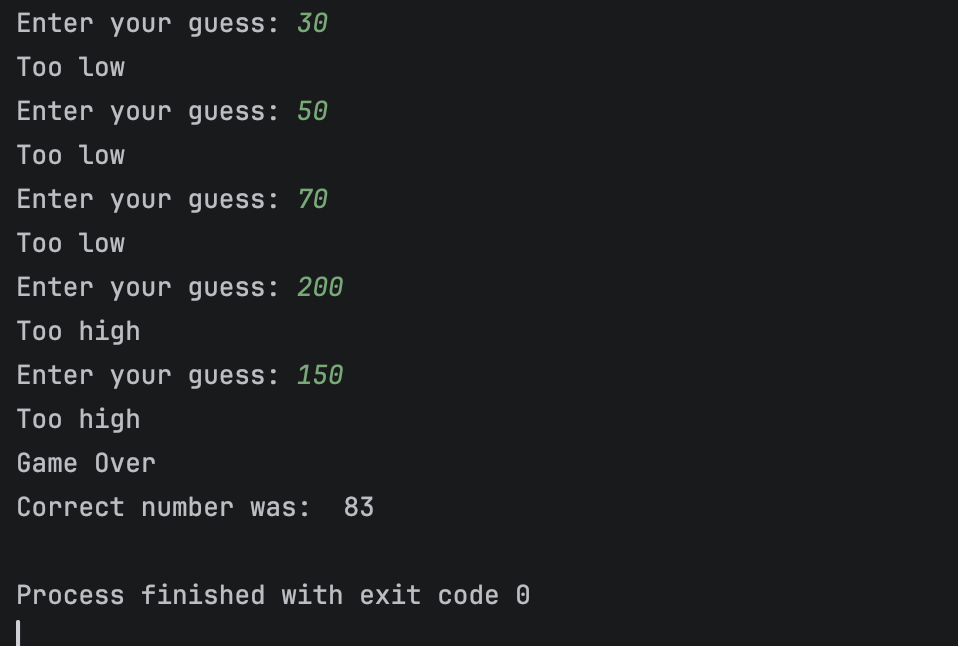 Enter your guess: 30
Too low
Enter your guess: 50
Too low
Enter your guess: 70
Too low
Enter your guess: 200
Too high
Enter your guess: 150
Too high
Game Over
Correct number was:  83
Process finished with exit code 0